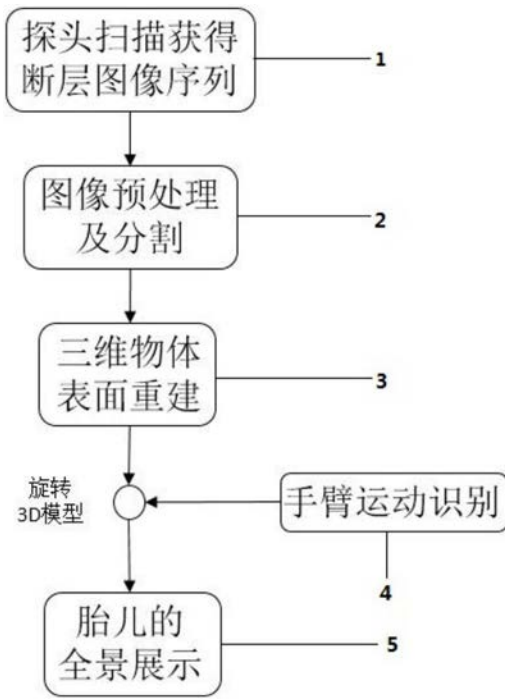 探头扫描获得
断层图像序列
1
图像预处理
及分割
2
三维物体
表面重建
3
旋转
3D模型
手臂运动识别
4
胎儿的
全景展示
5